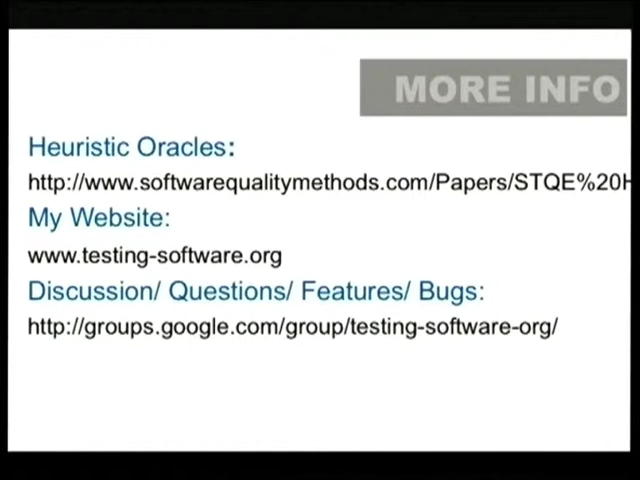 MORE INFO
Heuristic Oracles:
http://www.softwarequalitymethods.com/Papers/STQE%20H
My Website:
www.testing-software.org
Discussion/ Questions/ Features/ Bugs:
http://groups.google.com/group/testing-software-org/